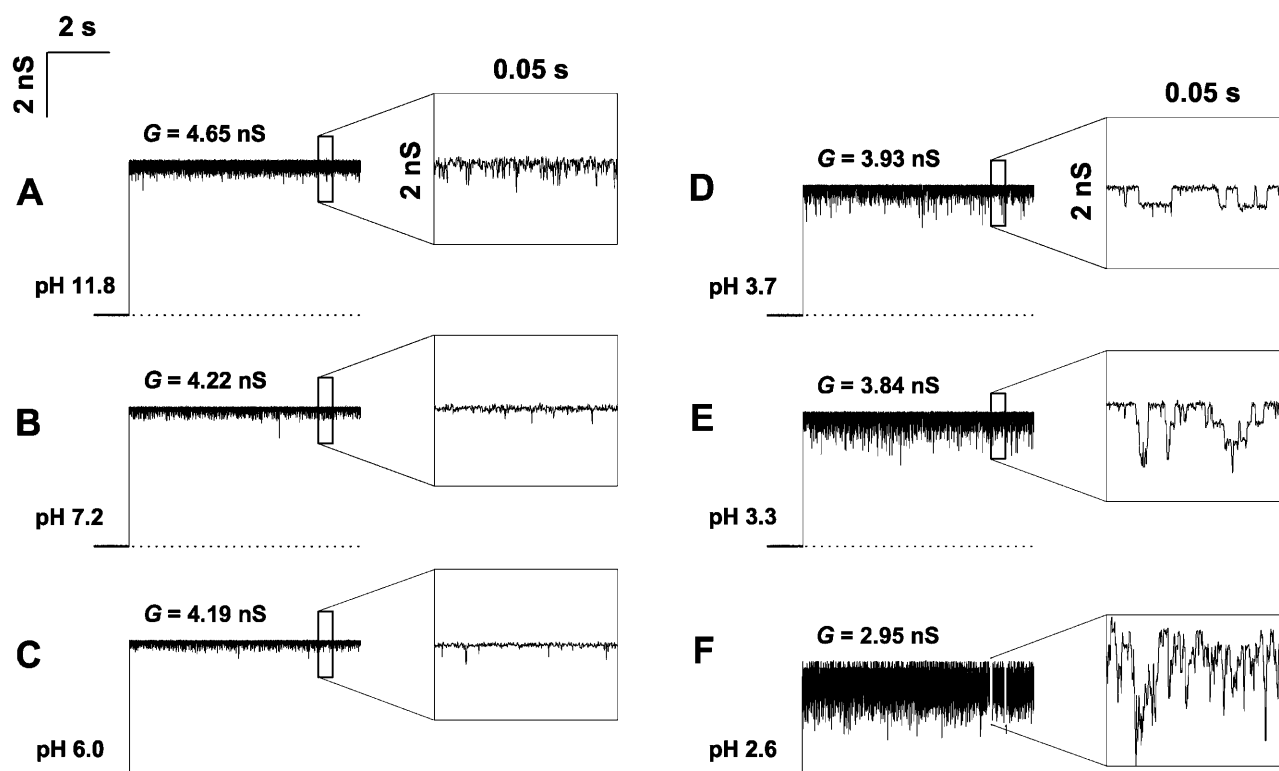 2 s
2 nS
0.05 s
G = 4.65 nS
2 nS
A
pH 11.8
G = 4.22 nS
B
pH 7.2
G = 4.19 nS
C
pH 6.0
0.05 s
G = 3.93 nS
2 nS
D
pH 3.7
G = 3.84 nS
E
pH 3.3
G = 2.95 nS
F
pH 2.6